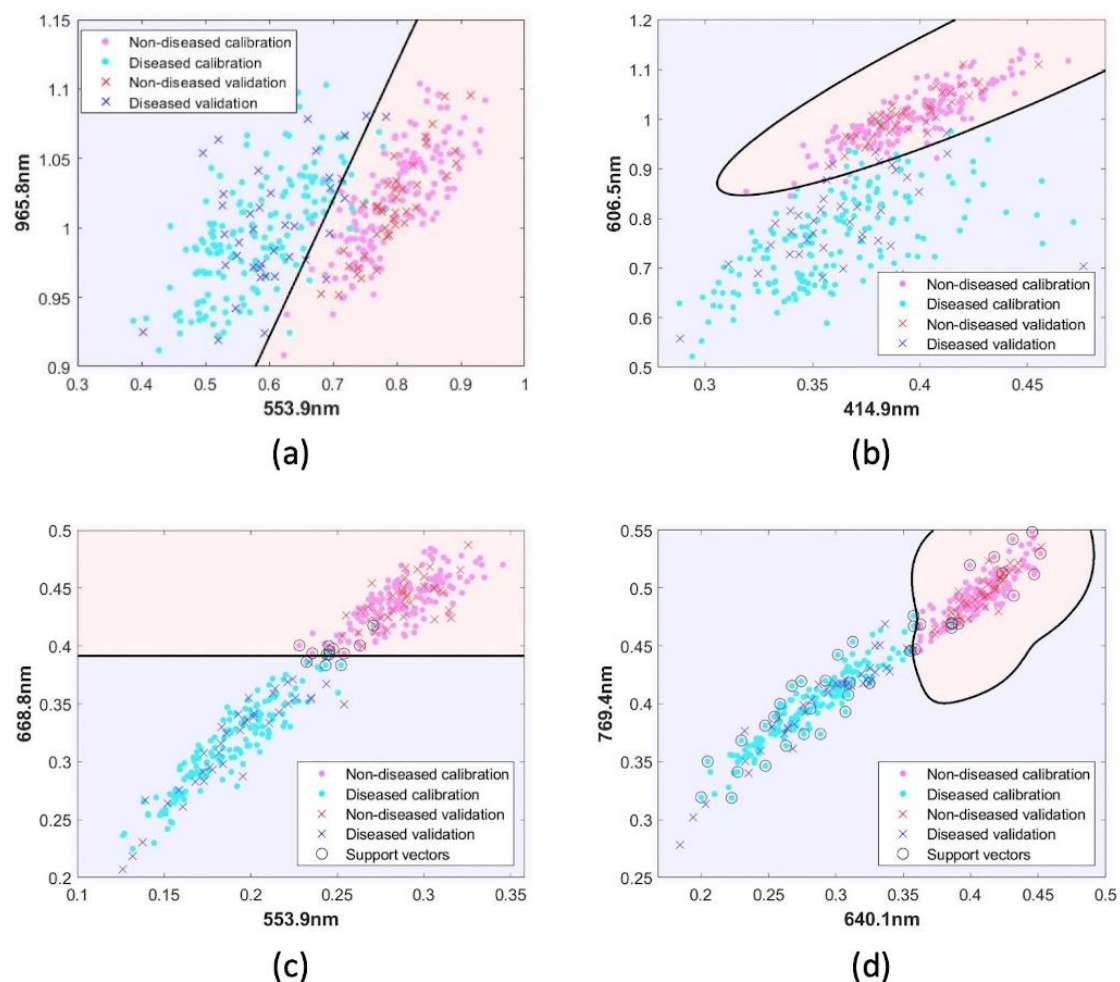 1.15
1.1
1.05
1
0.95
0.9
965.8nm
Non-diseased calibration
Diseased calibration
Non-diseased validation
Diseased validation
0.3 0.4 0.5 0.6 0.7 0.8 0.9 1
553.9nm
(a)
1.2
1.1
1
0.9
0.8
0.7
0.6
0.5
606.5nm
Non-diseased calibration
Diseased calibration
Non-diseased validation
Diseased validation
0.3 0.35 0.4 0.45
414.9nm
(b)
0.5
0.45
0.4
0.35
0.3
0.25
0.2
668.8nm
Non-diseased calibration
Diseased calibration
Non-diseased validation
Diseased validation
Support vectors
0.1 0.15 0.2 0.25 0.3 0.35
553.9nm
(c)
0.55
0.5
0.45
0.4
0.35
0.3
0.25
769.4nm
Non-diseased calibration
Diseased calibration
Non-diseased validation
Diseased validation
Support vectors
0.2 0.25 0.3 0.35 0.4 0.45 0.5
640.1nm
(d)